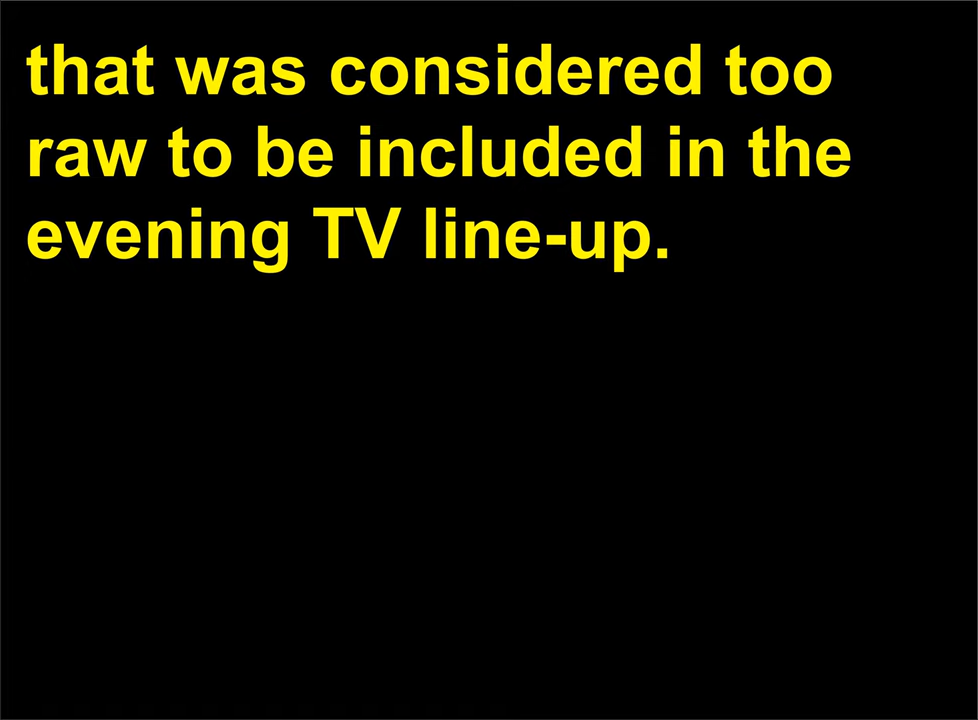 that was considered too
raw to be included in the
evening TV line-up.